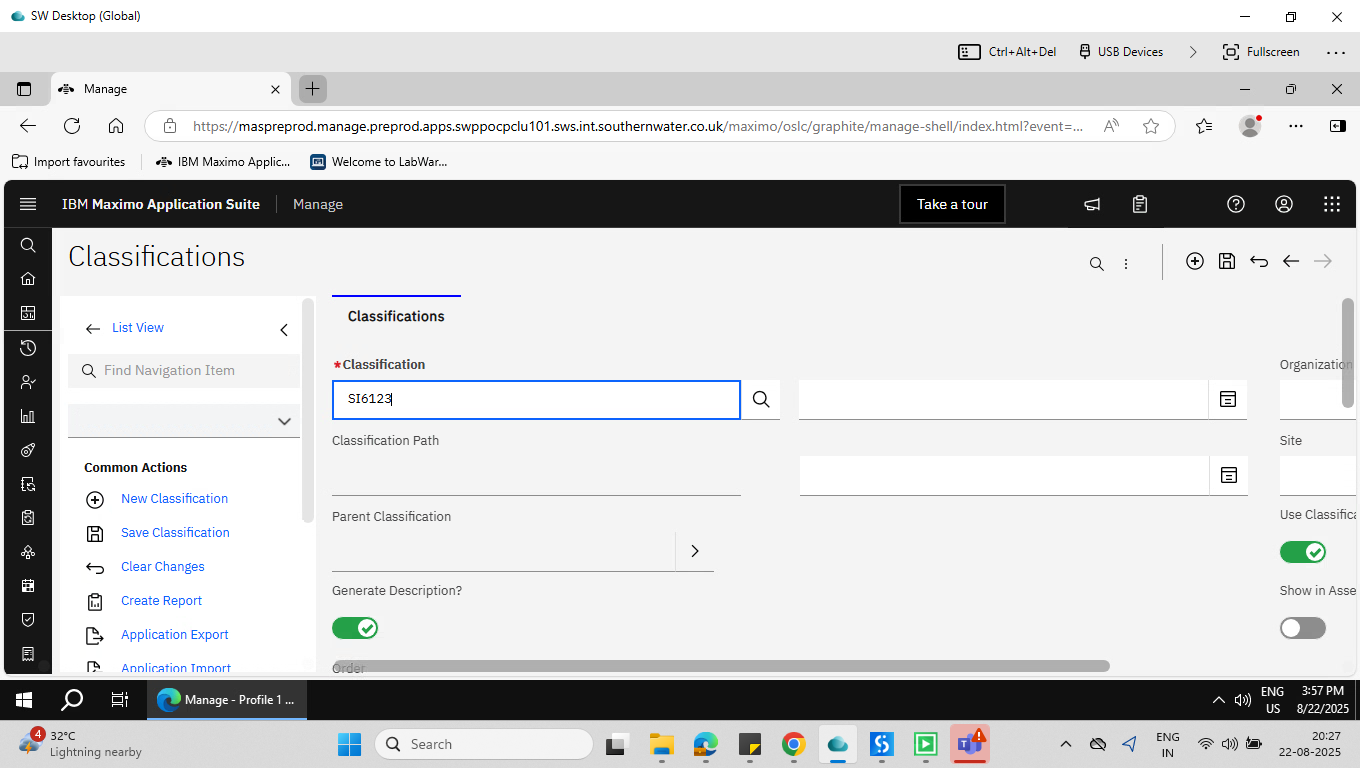 SW Desktop (Global)
Ctrl+Alt+Del
USB Devices
Fullscreen
Manage
https://maspreprod.manage.preprod.apps.swppocpclu101.sws.int.southernwater.co.uk/maximo/oslc/graphite/manage-shell/index.html?event=...
Import favourites
IBM Maximo Applic...
Welcome to LabWar...
IBM Maximo Application Suite
Manage
Take a tour
Classifications
List View
Find Navigation Item
Common Actions
New Classification
Save Classification
Clear Changes
Create Report
Application Export
Application Import
Classifications
*Classification
SI6123
Classification Path
Parent Classification
Generate Description?
Order
Organization
Site
Use Classifica
Show in Asse
Manage - Profile 1 ...
ENG
US
3:57 PM
8/22/2025
4
32°C
Lightning nearby
Search
ENG
IN
20:27
22-08-2025